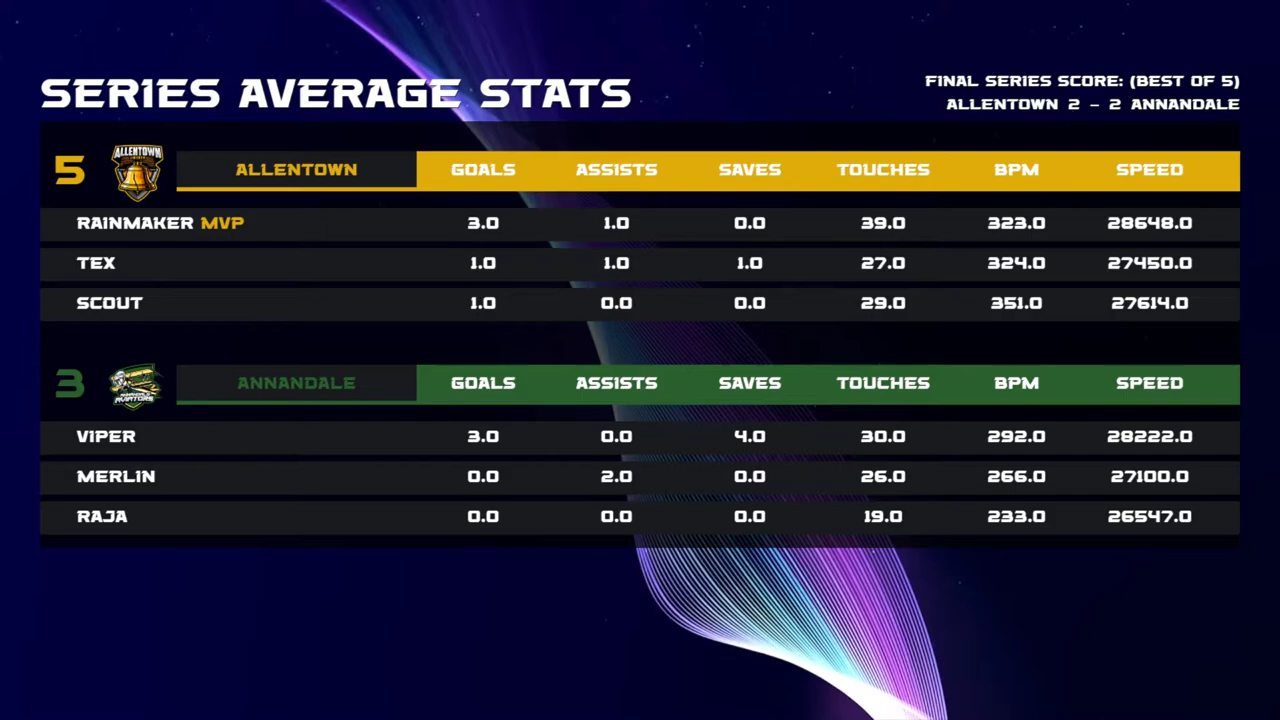 SERIES AVERAGE STATS
FINAL SERIES SCORE: (BEST OF 5)
ALLENTOWN 2 - 2 ANNANDALE
5 ALLENTOWN ALLENTOWN GOALS ASSISTS SAVES TOUCHES BPM SPEED
RAINMAKER MVP 3.0 1.0 0.0 39.0 323.0 28648.0
TEX 1.0 1.0 1.0 27.0 324.0 27450.0
SCOUT 1.0 0.0 0.0 29.0 351.0 27614.0
3 ANNANDALE GOALS ASSISTS SAVES TOUCHES BPM SPEED
VIPER 3.0 0.0 4.0 30.0 292.0 28222.0
MERLIN 0.0 2.0 0.0 26.0 266.0 27100.0
RAJA 0.0 0.0 0.0 19.0 233.0 26547.0